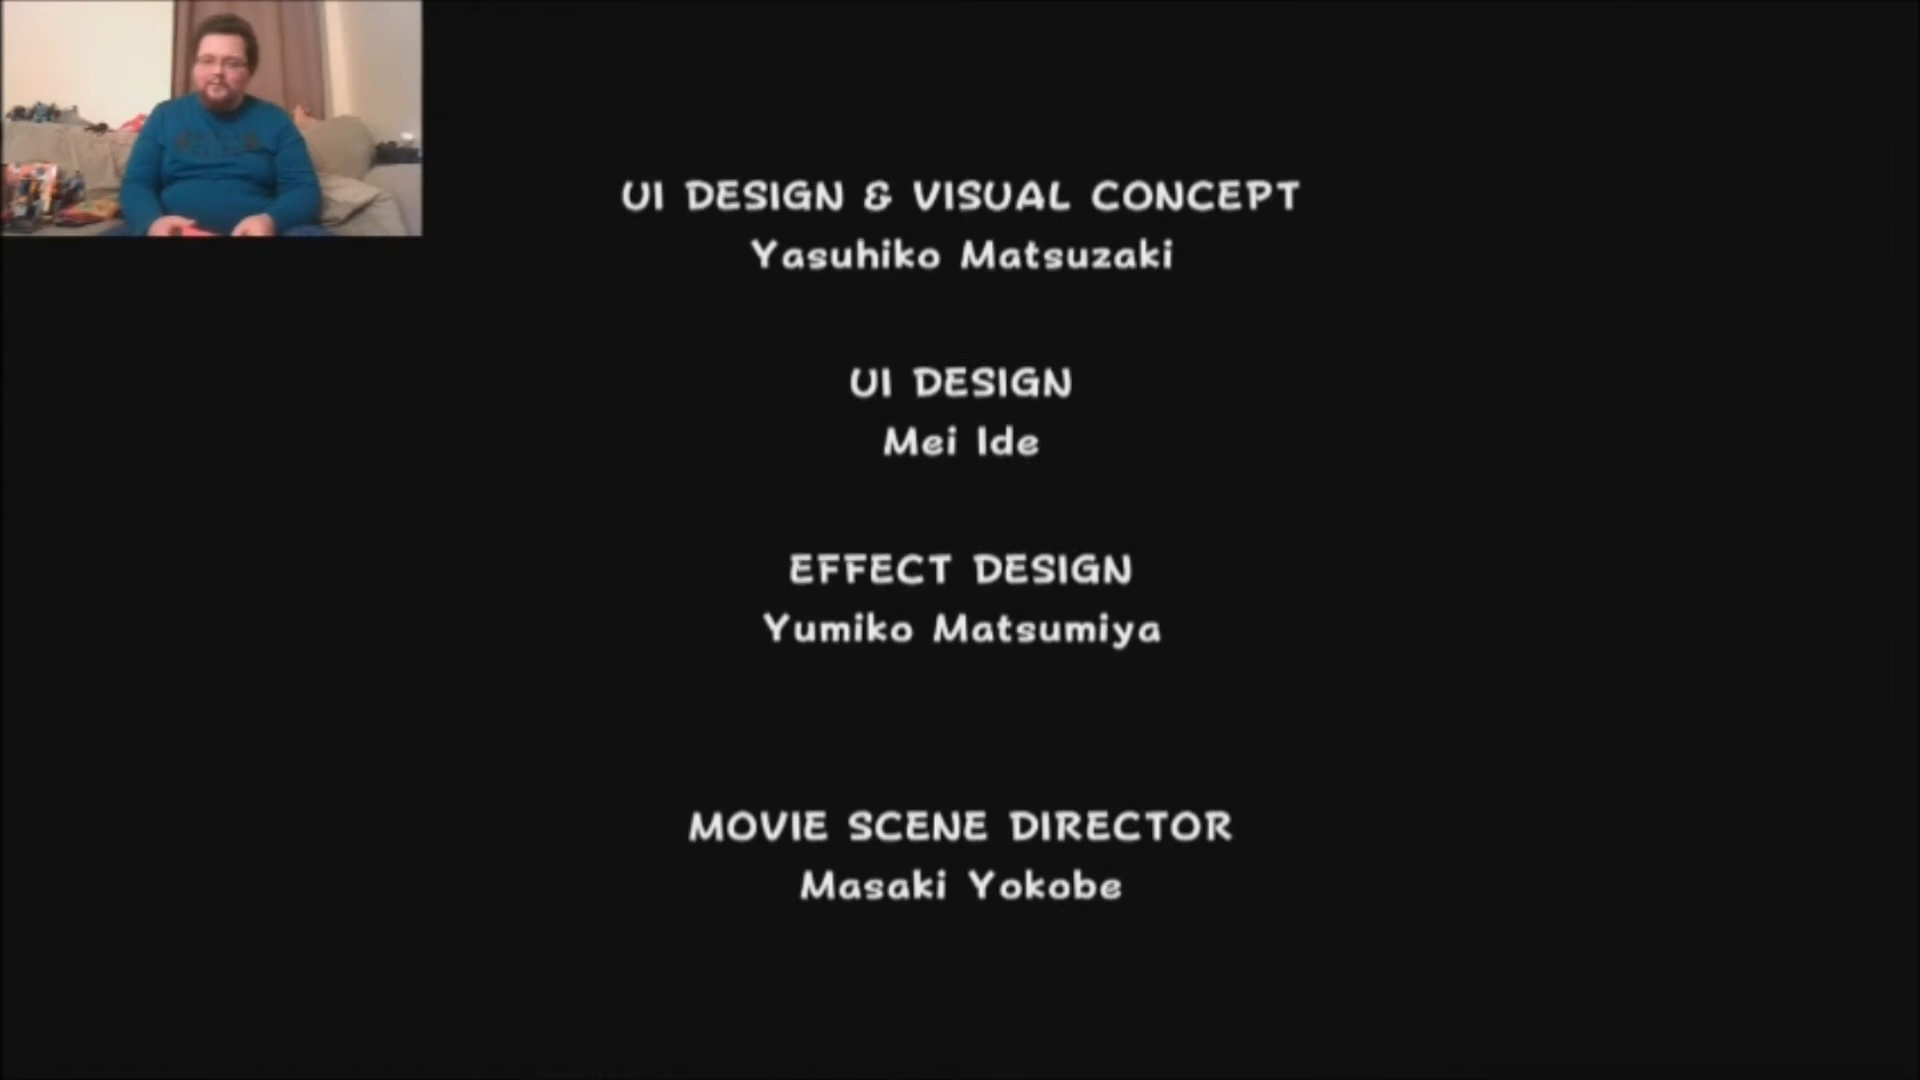 UI DESIGN & VISUAL CONCEPT
Yasuhiko Matsuzaki
UI DESIGN
Mei Ide
EFFECT DESIGN
Yumiko Matsumiya
MOVIE SCENE DIRECTOR
Masaki Yokobe